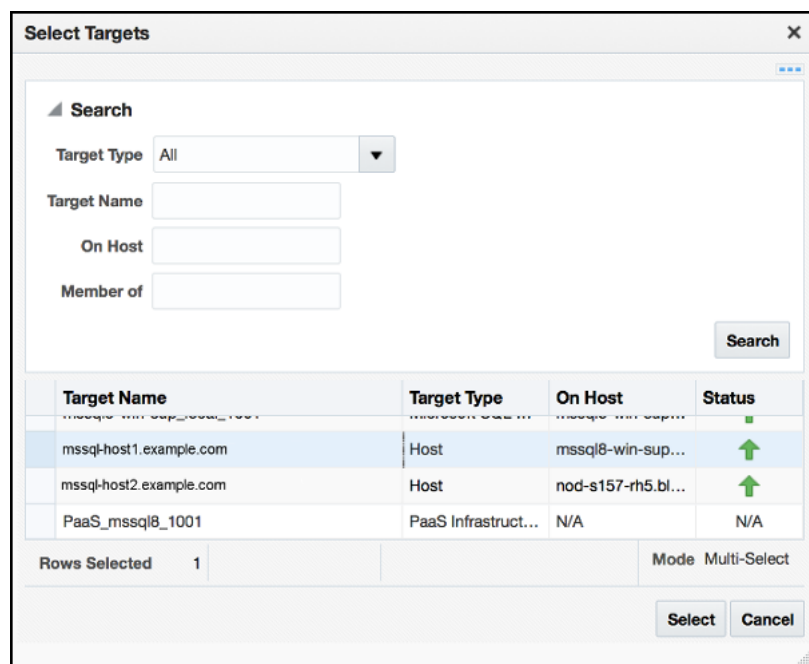 Select Targets
Search
Target Type All
Target Name
On Host
Member of
Search
Target Name Target Type On Host Status
mssql-host1.example.com Host mssql8-win-sup...
mssql-host2.example.com Host nod-s157-rh5.bl...
PaaS_mssql8_1001 PaaS Infrastruct... N/A N/A
Rows Selected 1 Mode Multi-Select
Select Cancel